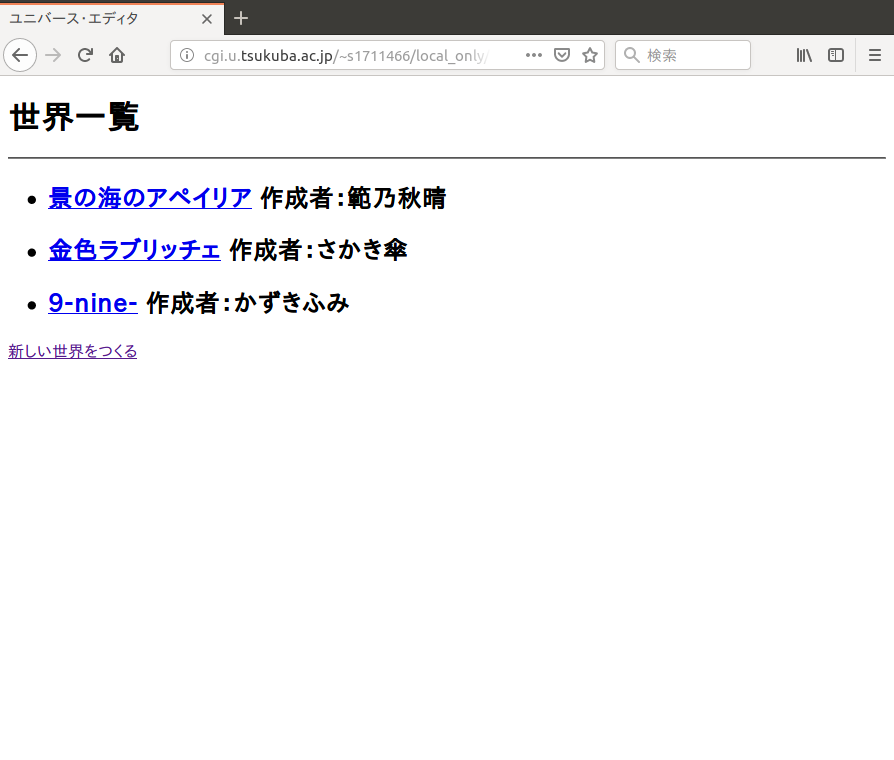 ユニバース・エディタ
cgi.u.tsukuba.ac.jp/~s1711466/local_only/
検索
世界一覧
景の海のアペイリア 作成者:範乃秋晴
金色ラブリッチェ 作成者:さかき傘
9-nine- 作成者:かずきふみ
新しい世界をつくる